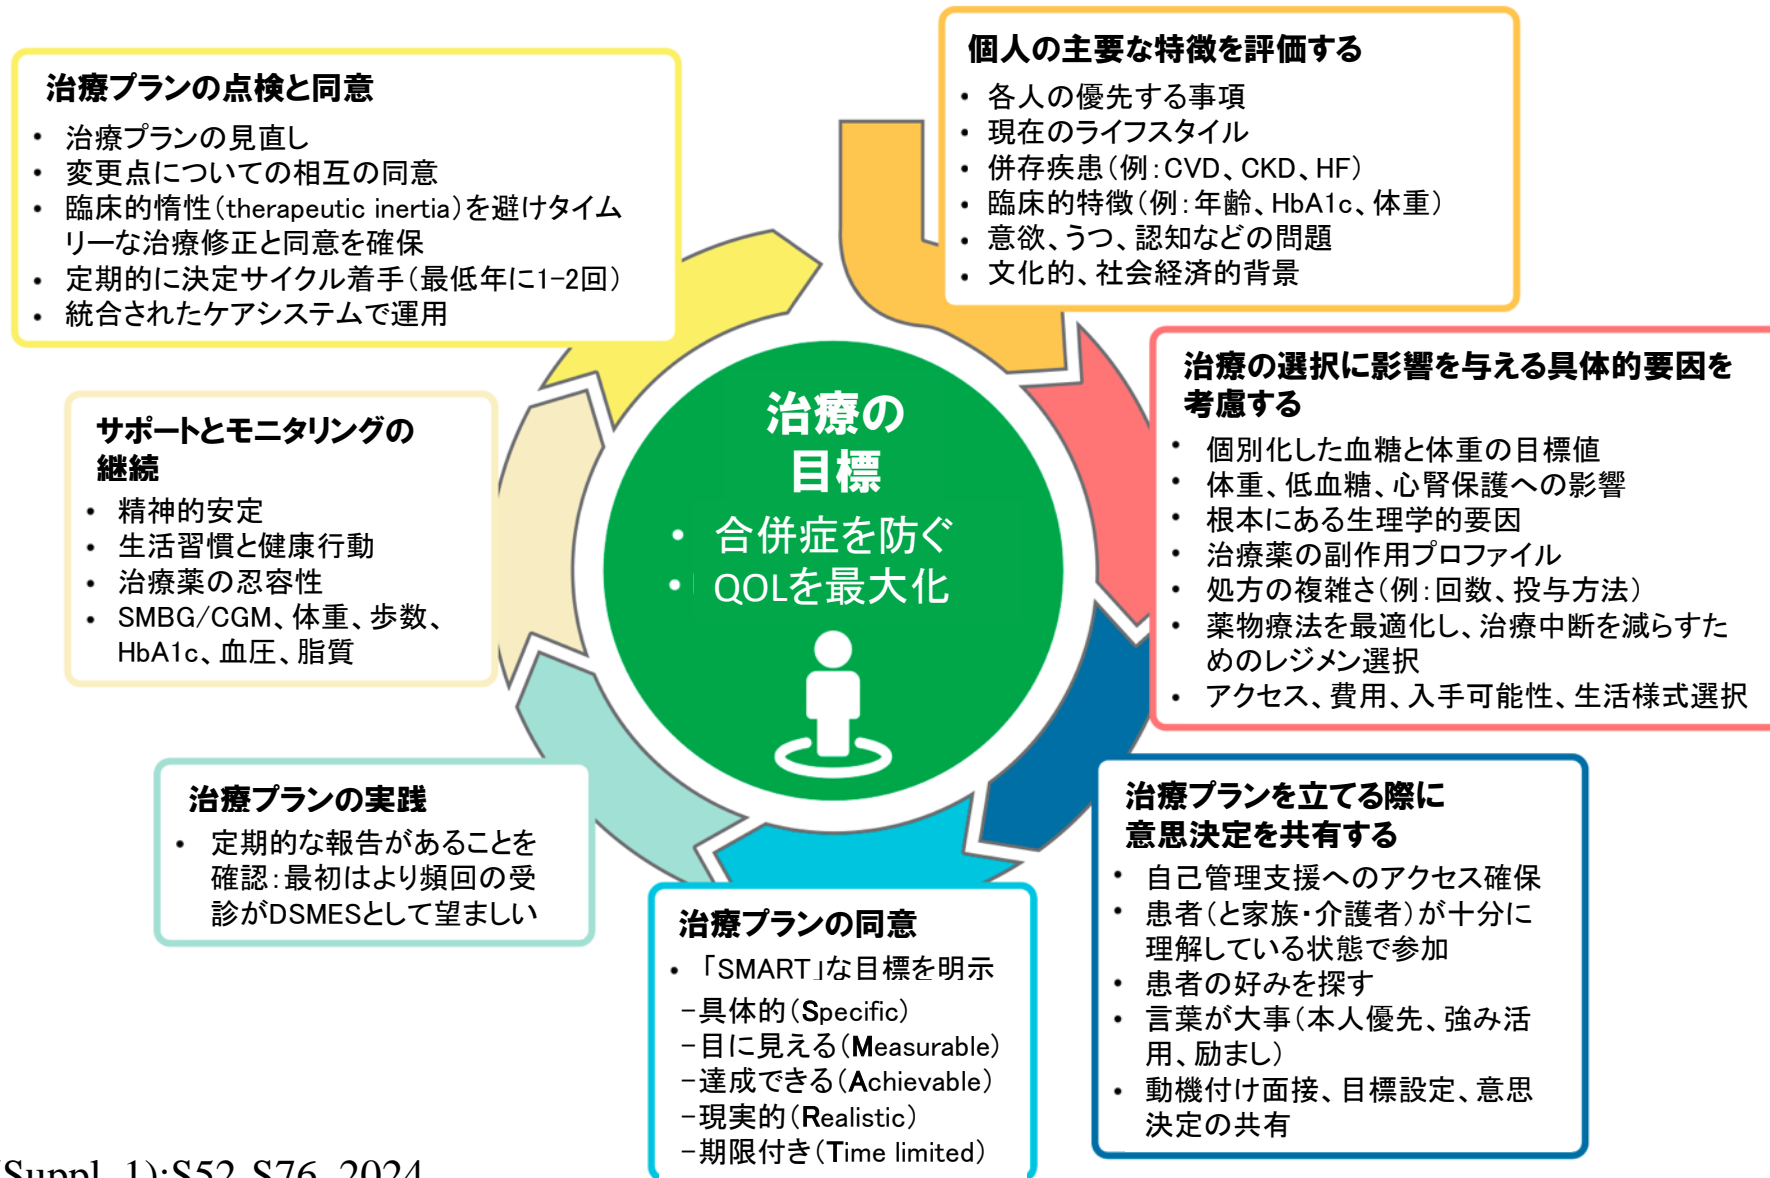 治療プランの点検と同意
• 治療プランの見直し
• 変更点についての相互の同意
• 臨床的惰性(therapeutic inertia)を避けタイム
リーな治療修正と同意を確保
• 定期的に決定サイクル着手(最低年に1-2回)
• 統合されたケアシステムで運用
個人の主要な特徴を評価する
• 各人の優先する事項
• 現在のライフスタイル
• 併存疾患(例:CVD、CKD、HF)
• 臨床的特徴(例:年齢、HbA1c、体重)
• 意欲、うつ、認知などの問題
• 文化的、社会経済的背景
治療の選択に影響を与える具体的要因を
考慮する
• 個別化した血糖と体重の目標値
• 体重、低血糖、心腎保護への影響
• 根本にある生理学的要因
• 治療薬の副作用プロファイル
• 処方の複雑さ(例:回数、投与方法)
• 薬物療法を最適化し、治療中断を減らすた
めのレジメン選択
• アクセス、費用、入手可能性、生活様式選択
治療の
目標
• 合併症を防ぐ
• QOLを最大化
サポートとモニタリングの
継続
• 精神的安定
• 生活習慣と健康行動
• 治療薬の忍容性
• SMBG/CGM、体重、歩数、
HbA1c、血圧、脂質
治療プランの実践
• 定期的な報告があることを
確認:最初はより頻回の受
診がDSMESとして望ましい
治療プランの同意
• 「SMART」な目標を明示
-具体的(Specific)
-目に見える(Measurable)
-達成できる(Achievable)
-現実的(Realistic)
-期限付き(Time limited)
治療プランを立てる際に
意思決定を共有する
• 自己管理支援へのアクセス確保
• 患者(と家族・介護者)が十分に
理解している状態で参加
• 患者の好みを探す
• 言葉が大事(本人優先、強み活
用、励まし)
• 動機付け面接、目標設定、意思
決定の共有
Suppl 1):S52-S76, 2024